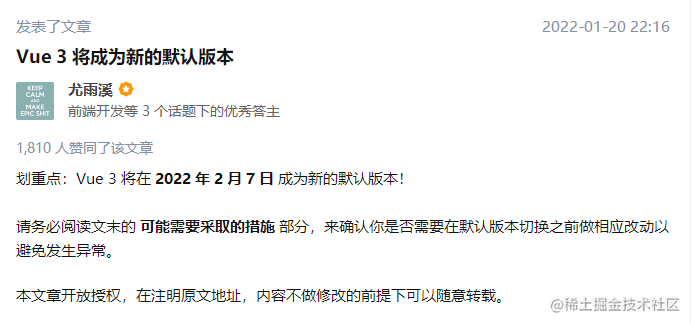 发表了文章 2022-01-20 22:16
Vue 3 将成为新的默认版本
KEEP
CALM
AND
MAKE
EPIC SHIT
尤雨溪
前端开发等 3 个话题下的优秀答主
1,810 人赞同了该文章
划重点：Vue 3 将在 2022 年 2 月 7 日 成为新的默认版本！
请务必阅读文末的 可能需要采取的措施 部分，来确认你是否需要在默认版本切换之前做相应改动以
避免发生异常。
本文章开放授权，在注明原文地址，内容不做修改的前提下可以随意转载。
@稀土掘金技术社区